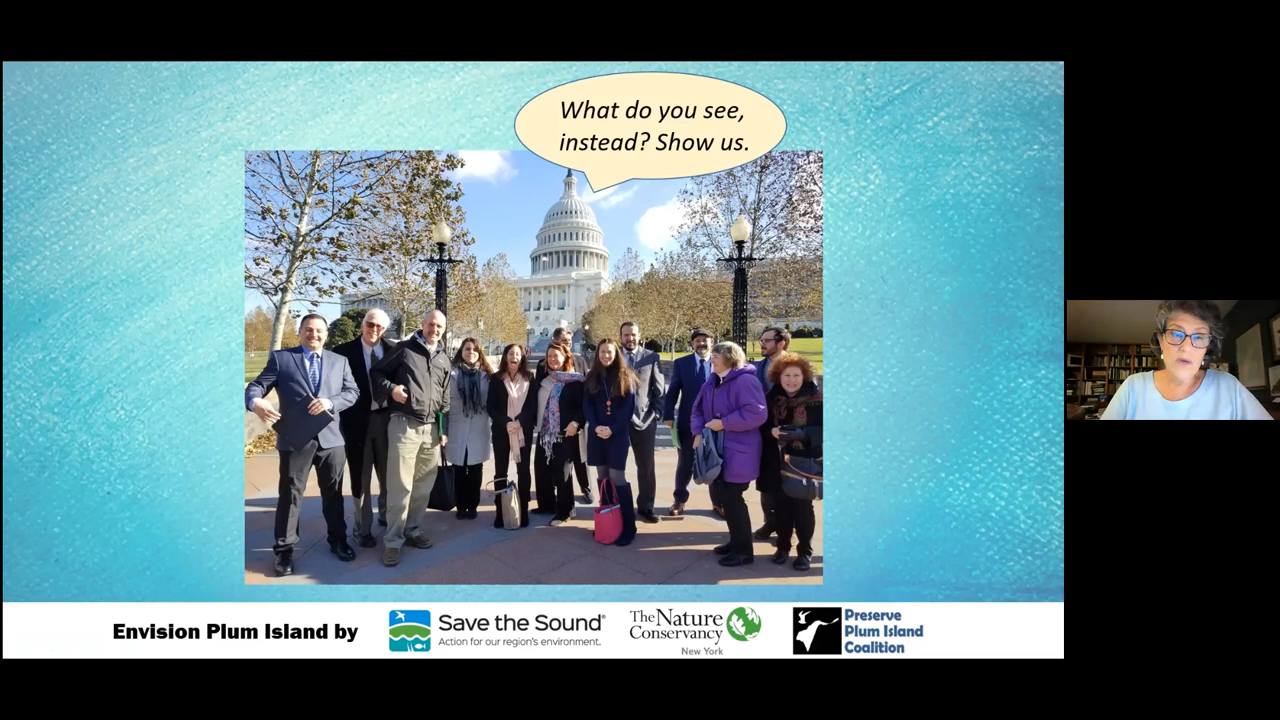 What do you see,
instead? Show us.
Envision Plum Island by
Save the Sound®
Action for our region's environment.
The Nature
Conservancy
New York
Preserve
Plum Island
Coalition